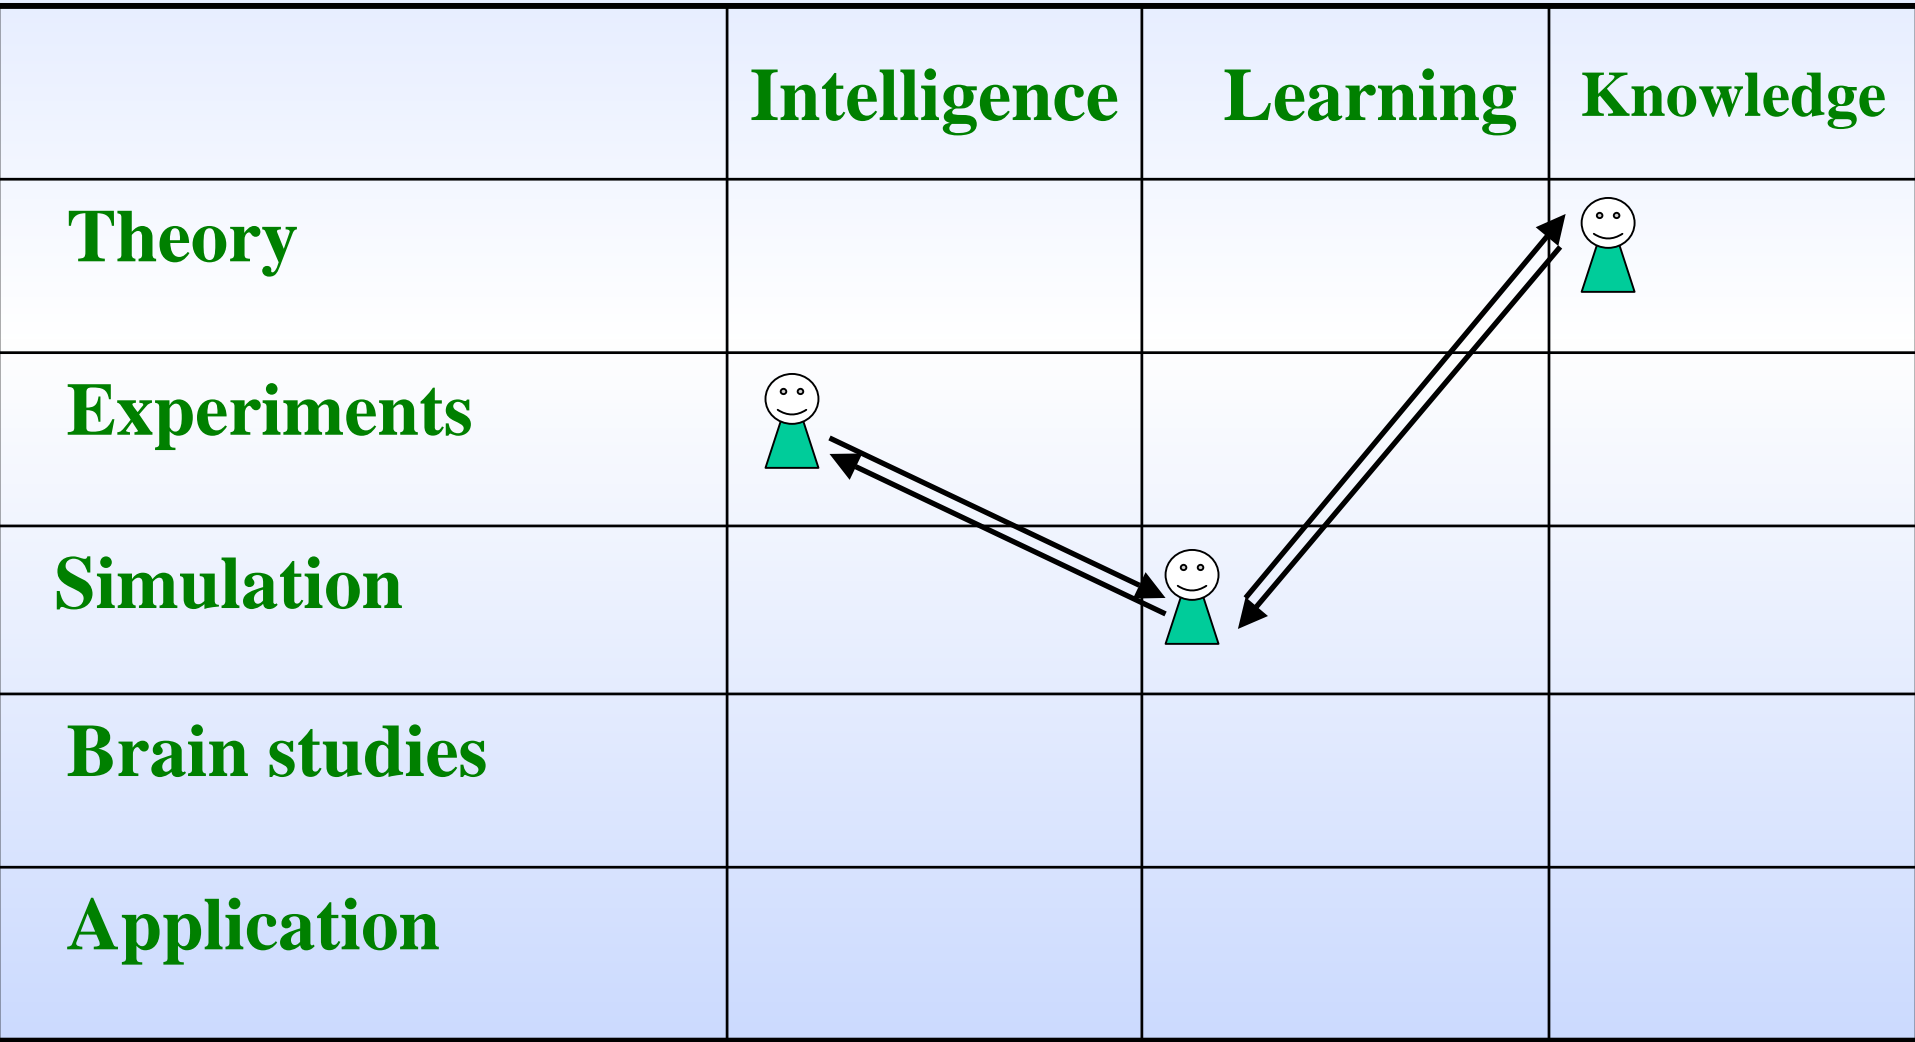 Intelligence Learning Knowledge
Theory
Experiments
Simulation
Brain studies
Application